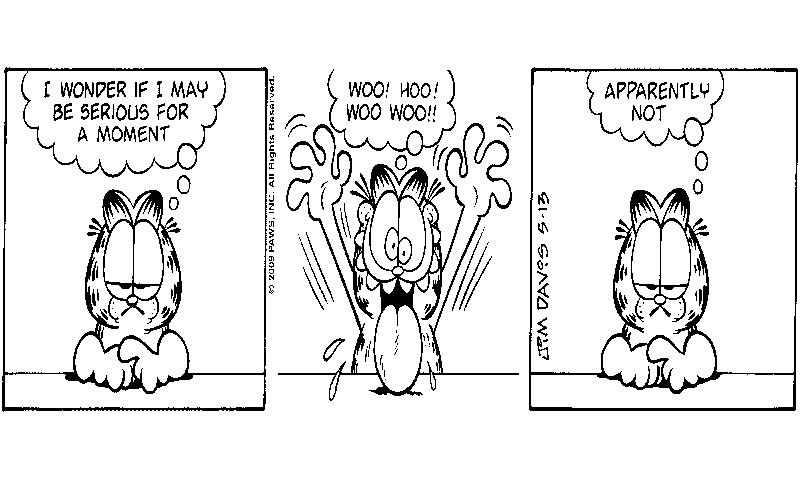 I WONDER IF I MAY
BE SERIOUS FOR
A MOMENT
© 2009 PAWS, INC. All Rights Reserved.
WOO! HOO!
WOO WOO!!
APPARENTLY
NOT
JIM DAVIS 5-13